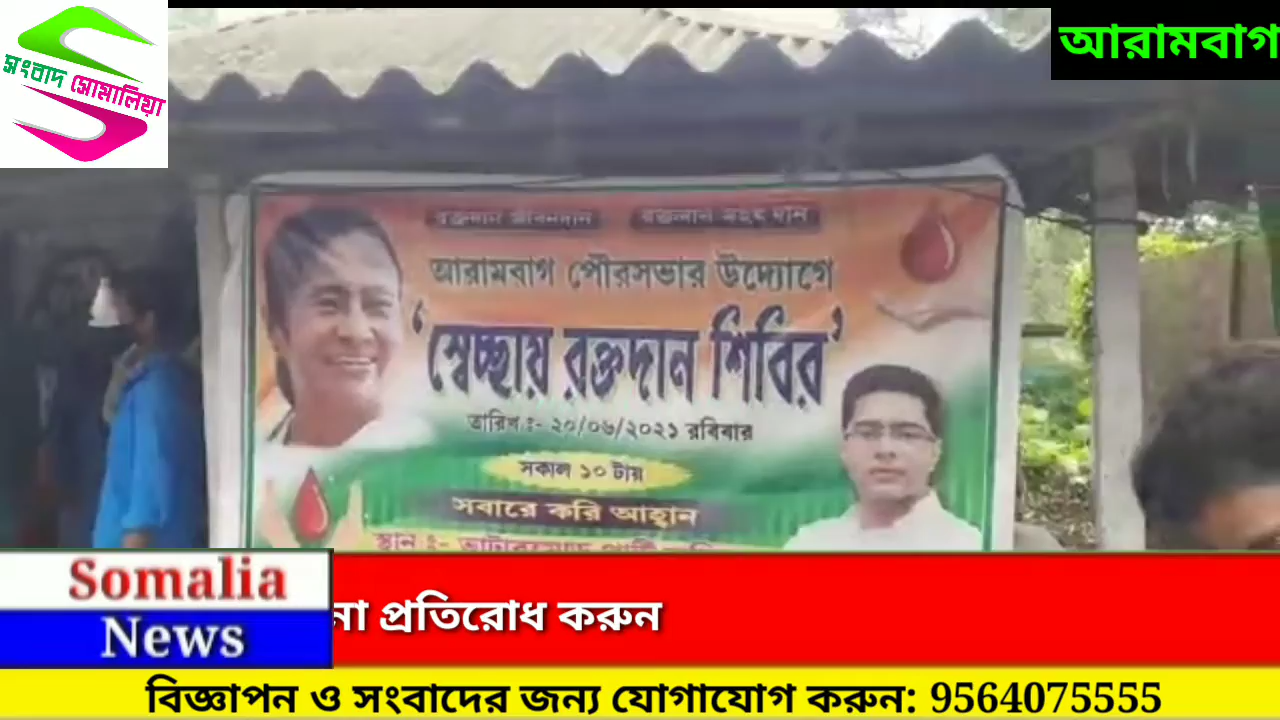 সংবাদ সোমালিয়া
আরামবাগ
রক্তদান জীবনদান রক্তদান মহৎ দান
আরামবাগ পৌরসভার উদ্যোগে
‘স্বেচ্ছায় রক্তদান শিবির’
তারিখ ঃ- ২০/০৬/২০২১ রবিবার
সকাল ১০ টায়
সবারে করি আহ্বান
স্থান ঃ-
Somalia
News
না প্রতিরোধ করুন
বিজ্ঞাপন ও সংবাদের জন্য যোগাযোগ করুন: 9564075555